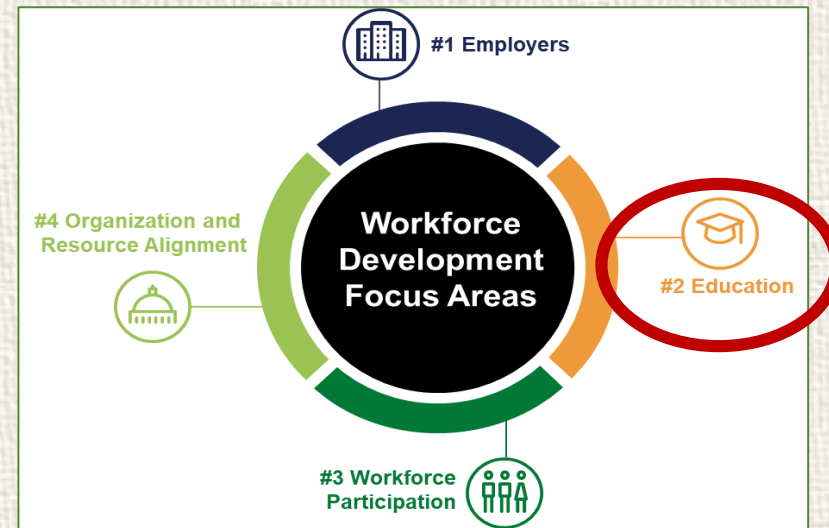 #1 Employers
#4 Organization and
Resource Alignment
Workforce
Development
Focus Areas
#2 Education
#3 Workforce
Participation